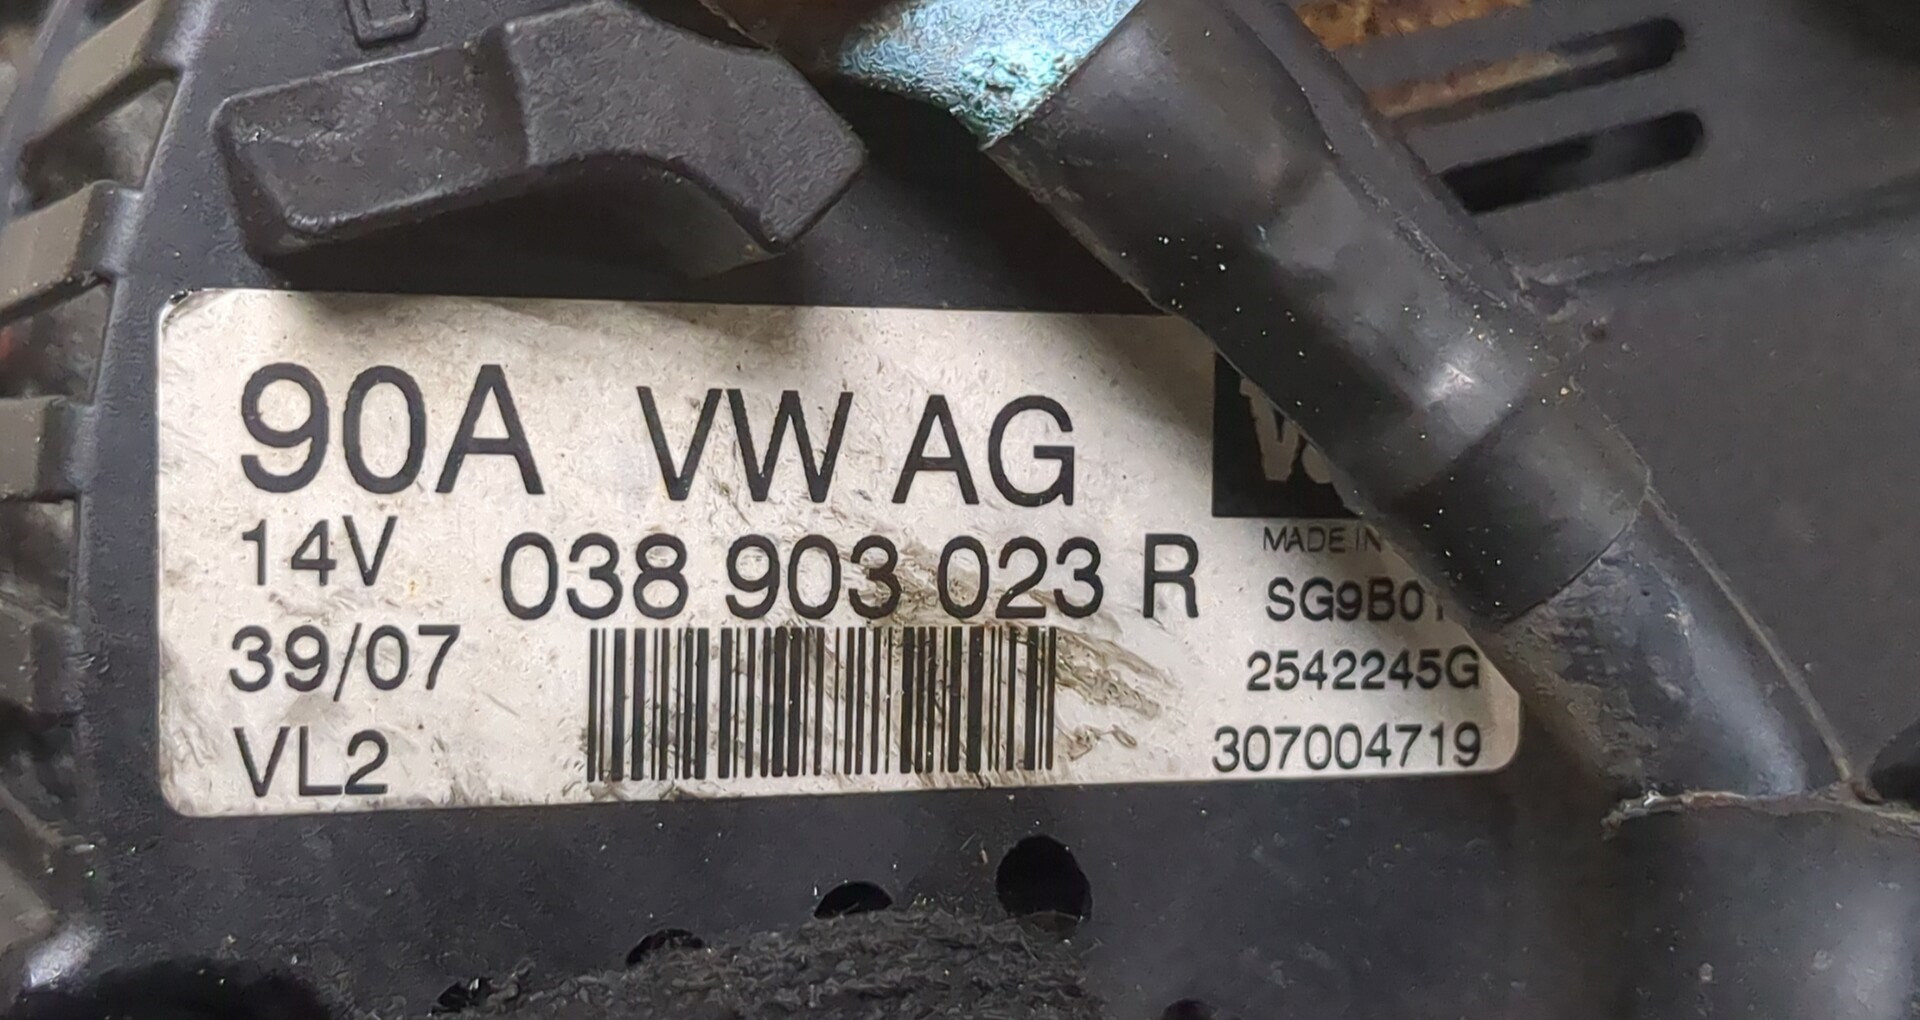 90A VW AG
14V 038 903 023 R
39/07
VL2
MADE IN
SG9B01
2542245G
307004719